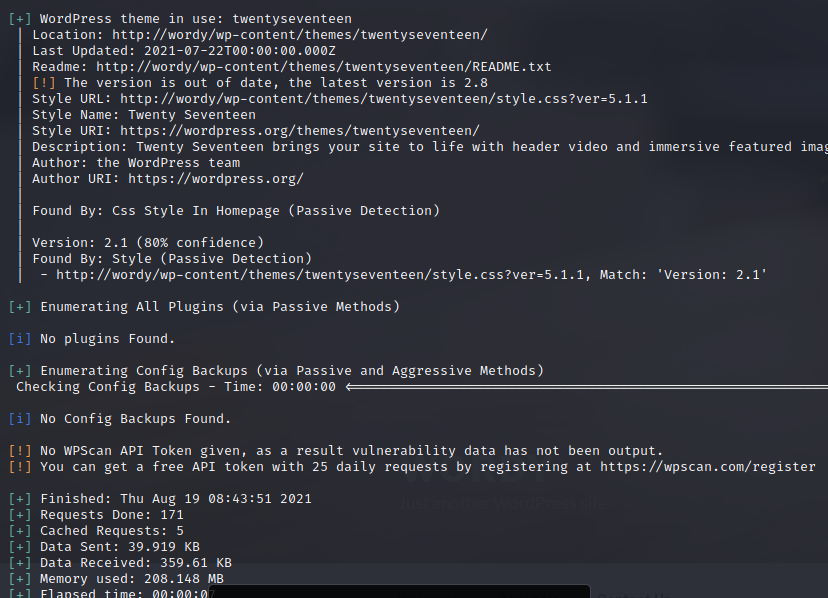 [+] WordPress theme in use: twentyseventeen
| Location: http://wordy/wp-content/themes/twentyseventeen/
| Last Updated: 2021-07-22T00:00:00.000Z
| Readme: http://wordy/wp-content/themes/twentyseventeen/README.txt
| [!] The version is out of date, the latest version is 2.8
| Style URL: http://wordy/wp-content/themes/twentyseventeen/style.css?ver=5.1.1
| Style Name: Twenty Seventeen
| Style URI: https://wordpress.org/themes/twentyseventeen/
| Description: Twenty Seventeen brings your site to life with header video and immersive featured imag
| Author: the WordPress team
| Author URI: https://wordpress.org/
|
| Found By: Css Style In Homepage (Passive Detection)
|
| Version: 2.1 (80% confidence)
| Found By: Style (Passive Detection)
|  - http://wordy/wp-content/themes/twentyseventeen/style.css?ver=5.1.1, Match: 'Version: 2.1'
[+] Enumerating All Plugins (via Passive Methods)
[i] No plugins Found.
[+] Enumerating Config Backups (via Passive and Aggressive Methods)
Checking Config Backups - Time: 00:00:00 <==============================
[i] No Config Backups Found.
[!] No WPScan API Token given, as a result vulnerability data has not been output.
[!] You can get a free API token with 25 daily requests by registering at https://wpscan.com/register
[+] Finished: Thu Aug 19 08:43:51 2021
[+] Requests Done: 171
[+] Cached Requests: 5
[+] Data Sent: 39.919 KB
[+] Data Received: 359.61 KB
[+] Memory used: 208.148 MB
[+] Elapsed time: 00:00:07